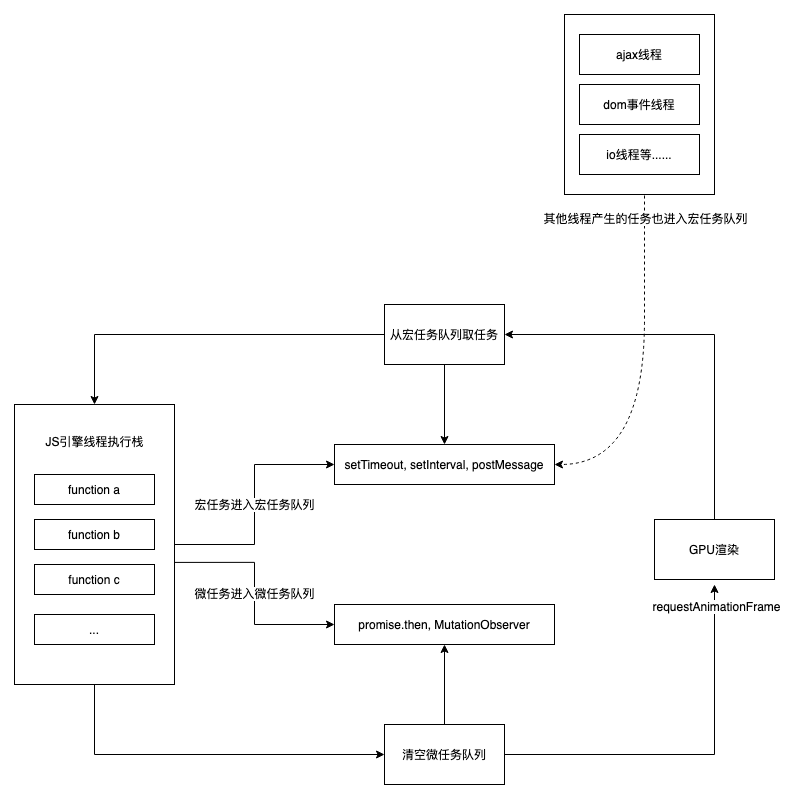 ajax线程
dom事件线程
io线程等......
其他线程产生的任务也进入宏任务队列
从宏任务队列取任务
JS引擎线程执行栈
setTimeout, setInterval, postMessage
function a
宏任务进入宏任务队列
function b
GPU渲染
function c
微任务进入微任务队列
requestAnimationFrame
...
promise.then, MutationObserver
清空微任务队列